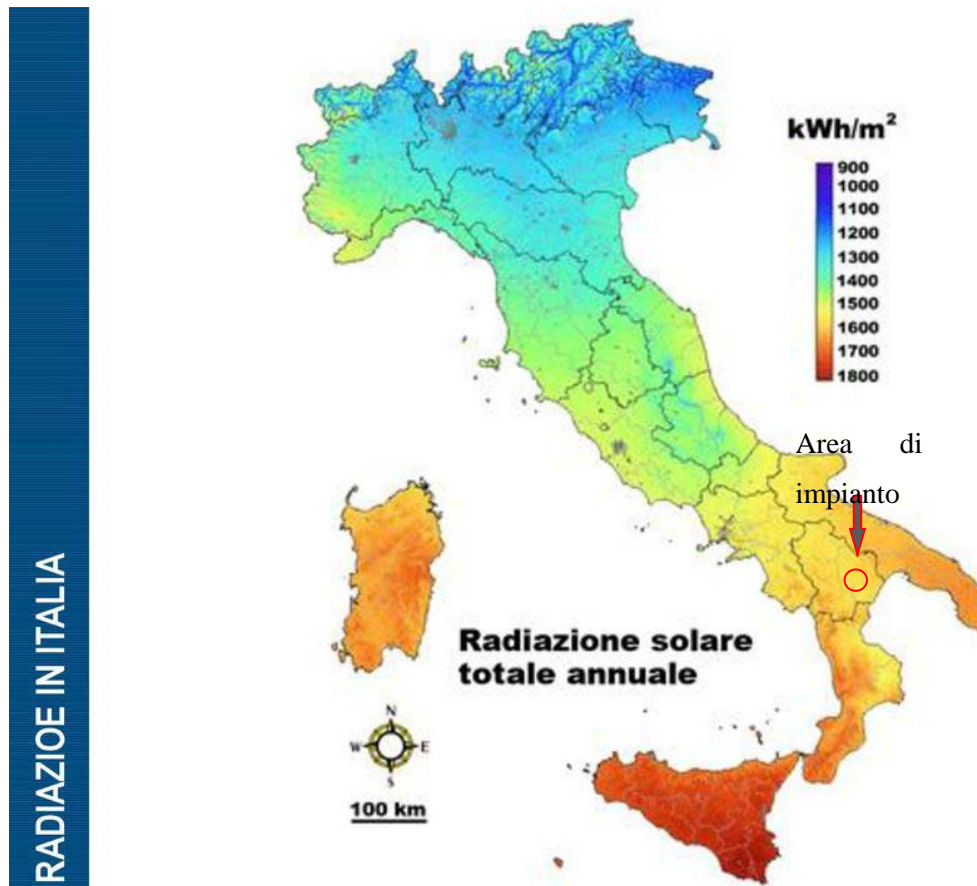 RADIAZIOE IN ITALIA
kWh/m²
900
1000
1100
1200
1300
1400
1500
1600
1700
1800
Area di
impianto
Radiazione solare
totale annuale
N
W E
S
100 km